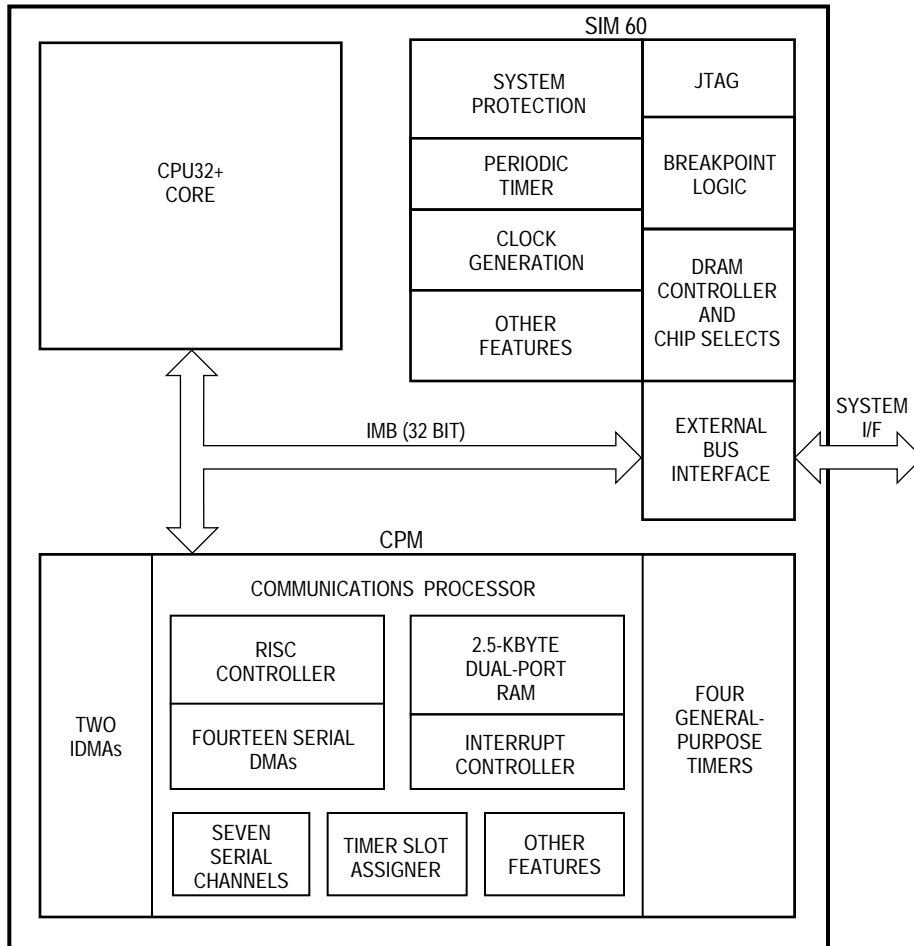 SIM 60
CPU32+
CORE
SYSTEM
PROTECTION
PERIODIC
TIMER
CLOCK
GENERATION
OTHER
FEATURES
JTAG
BREAKPOINT
LOGIC
DRAM
CONTROLLER
AND
CHIP SELECTS
EXTERNAL
BUS
INTERFACE
SYSTEM
I/F
IMB (32 BIT)
CPM
TWO
IDMAs
COMMUNICATIONS PROCESSOR
RISC
CONTROLLER
FOURTEEN SERIAL
DMAs
2.5-KBYTE
DUAL-PORT
RAM
INTERRUPT
CONTROLLER
SEVEN
SERIAL
CHANNELS
TIMER SLOT
ASSIGNER
OTHER
FEATURES
FOUR
GENERAL-
PURPOSE
TIMERS